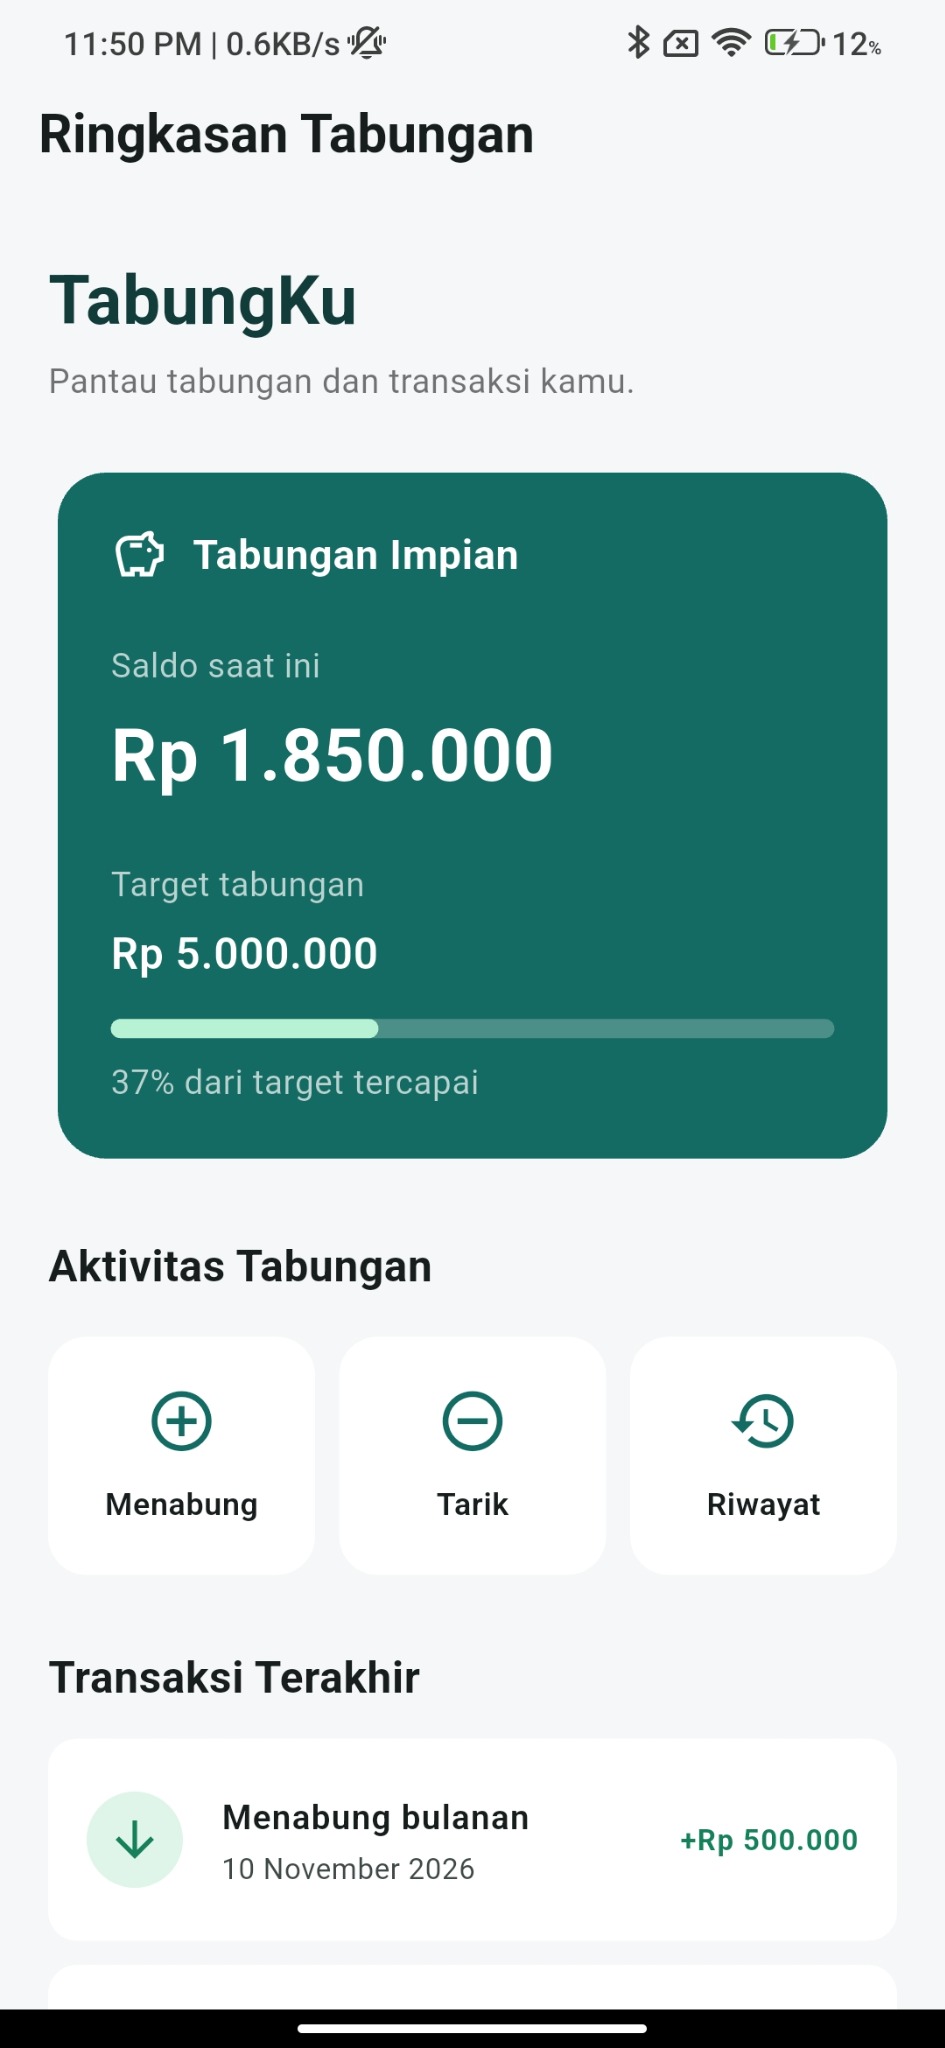 11:50 PM | 0.6KB/s
12%
Ringkasan Tabungan
TabungKu
Pantau tabungan dan transaksi kamu.
Tabungan Impian
Saldo saat ini
Rp 1.850.000
Target tabungan
Rp 5.000.000
37% dari target tercapai
Aktivitas Tabungan
Menabung
Tarik
Riwayat
Transaksi Terakhir
Menabung bulanan
10 November 2026
+Rp 500.000